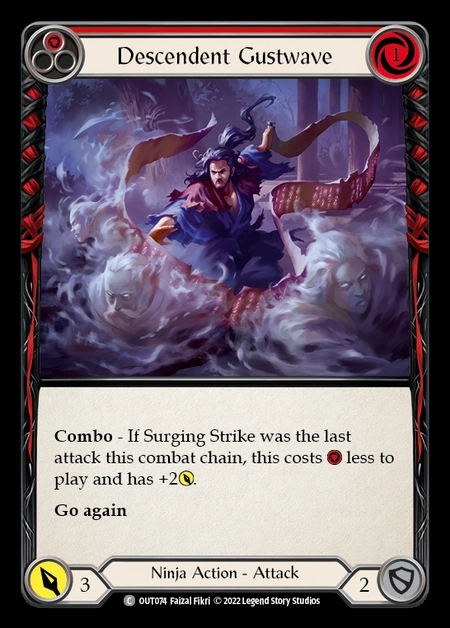 Descendent Gustwave
1
Combo - If Surging Strike was the last
attack this combat chain, this costs less to
play and has +2.
Go again
3
Ninja Action - Attack
2
C OUT074 Faizal Fikri © 2022 Legend Story Studios